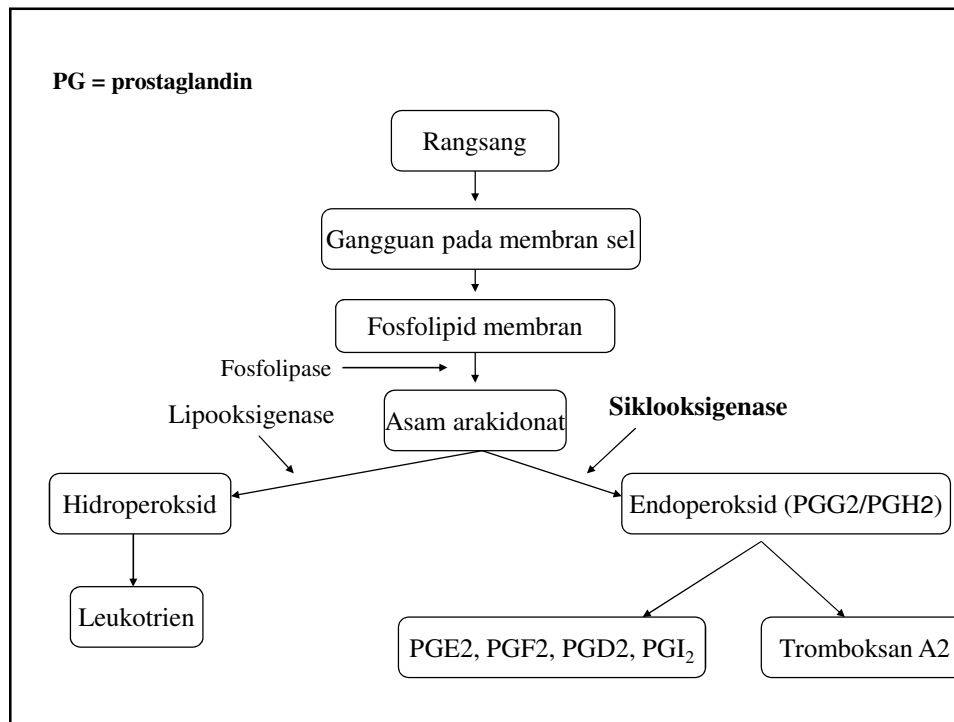 PG = prostaglandin
Rangsang
Gangguan pada membran sel
Fosfolipid membran
Fosfolipase
Lipooksigenase
Asam arakidonat
Siklooksigenase
Hidroperoksid
Endoperoksid (PGG2/PGH2)
Leukotrien
PGE2, PGF2, PGD2, PGI₂
Tromboksan A2